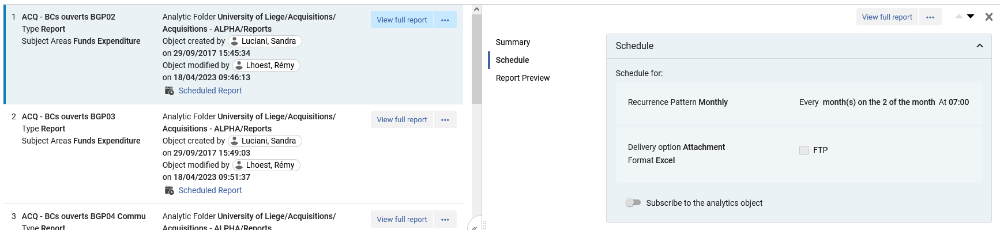 1 ACQ - BCs ouverts BGP02
Type Report
Subject Areas Funds Expenditure
Analytic Folder University of Liege/Acquisitions/
Acquisitions - ALPHA/Reports
Object created by Luciani, Sandra
on 29/09/2017 15:45:34
Object modified by Lhoest, Rémy
on 18/04/2023 09:46:13
Scheduled Report
View full report ...
2 ACQ - BCs ouverts BGP03
Type Report
Subject Areas Funds Expenditure
Analytic Folder University of Liege/Acquisitions/
Acquisitions - ALPHA/Reports
Object created by Luciani, Sandra
on 29/09/2017 15:49:03
Object modified by Lhoest, Rémy
on 18/04/2023 09:51:37
Scheduled Report
View full report ...
3 ACQ - BCs ouverts BGP04 Commu
Type Report
Analytic Folder University of Liege/Acquisitions/
Acquisitions - ALPHA/Reports
View full report ...
View full report ...
Summary
Schedule
Report Preview
Schedule
Schedule for:
Recurrence Pattern Monthly
Every month(s) on the 2 of the month At 07:00
Delivery option Attachment
Format Excel
FTP
Subscribe to the analytics object